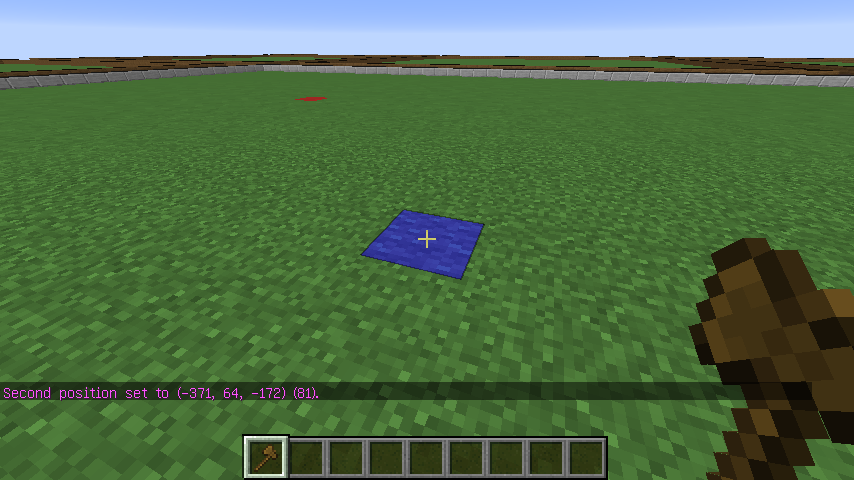 Second position set to (-371, 64, -172) (81).